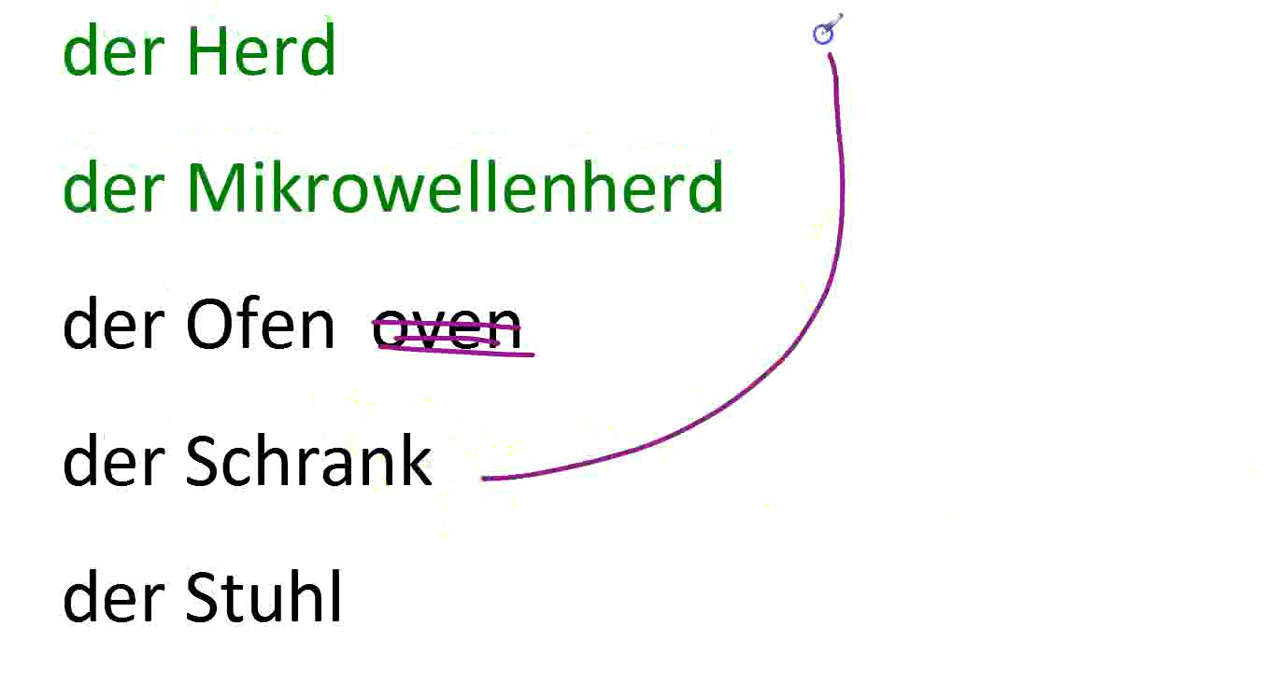 der Herd
der Mikrowellenherd
der Ofen oven
der Schrank
der Stuhl